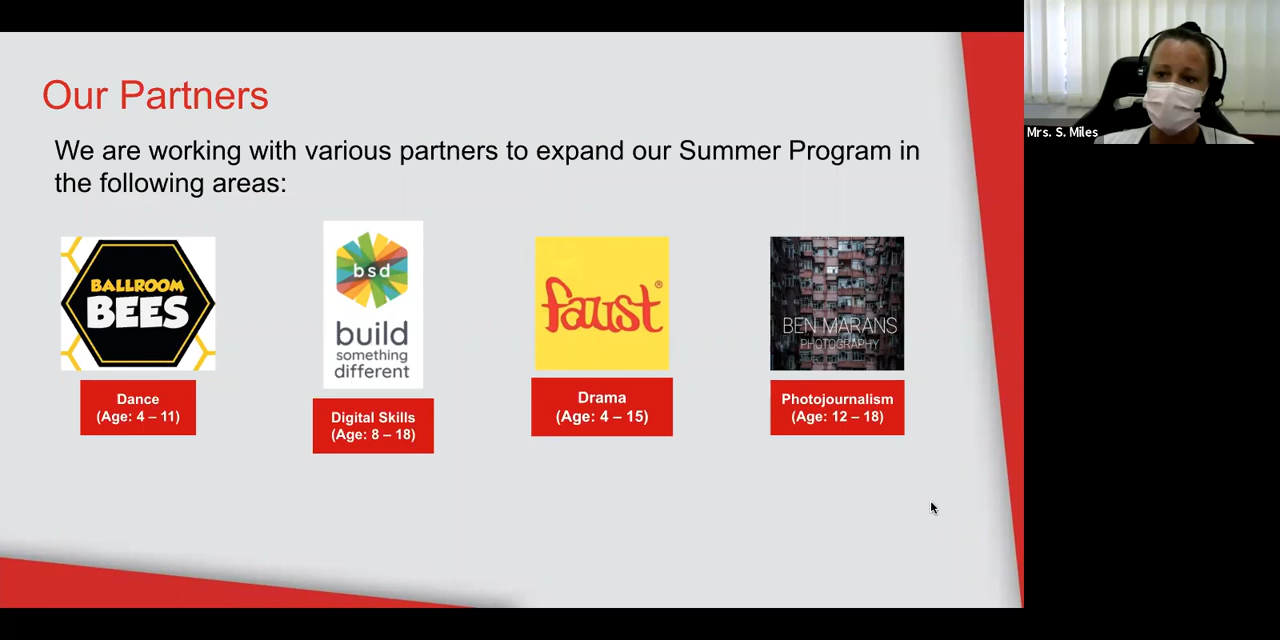 Our Partners
We are working with various partners to expand our Summer Program in
the following areas:
BALLROOM
BEES
Dance
(Age: 4 – 11)
bsd
build
something
different
Digital Skills
(Age: 8 – 18)
faust®
Drama
(Age: 4 – 15)
BEN MARANS
PHOTOGRAPHY
Photojournalism
(Age: 12 – 18)
Mrs. S. Miles